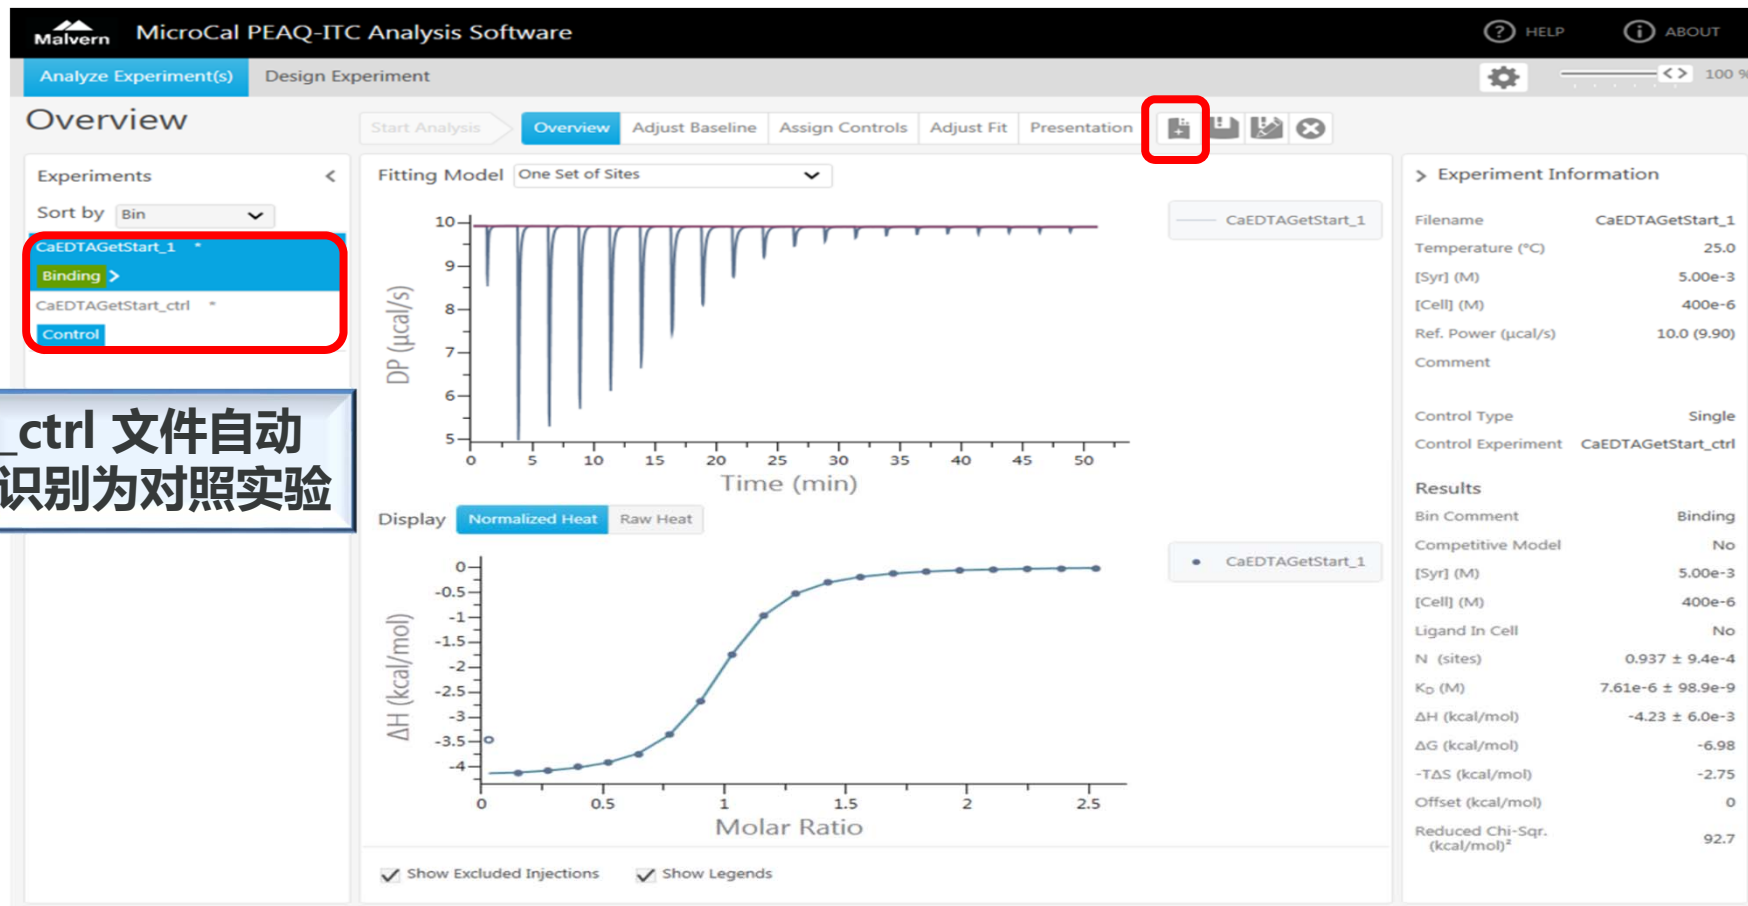 Malvern MicroCal PEAQ-ITC Analysis Software ? HELP i ABOUT
Analyze Experiment(s) Design Experiment 100 %
Overview
Start Analysis Overview Adjust Baseline Assign Controls Adjust Fit Presentation
Experiments <
Sort by Bin
CaEDTAGetStart_1 *
Binding >
CaEDTAGetStart_ctrl *
Control
_ctrl 文件自动
识别为对照实验
Fitting Model One Set of Sites
CaEDTAGetStart_1
10
9
8
7
6
5
DP (µcal/s)
0 5 10 15 20 25 30 35 40 45 50
Time (min)
Display Normalized Heat Raw Heat
CaEDTAGetStart_1
0
-0.5
-1
-1.5
-2
-2.5
-3
-3.5
-4
ΔH (kcal/mol)
0 0.5 1 1.5 2 2.5
Molar Ratio
Show Excluded Injections Show Legends
> Experiment Information
Filename CaEDTAGetStart_1
Temperature (°C) 25.0
[Syr] (M) 5.00e-3
[Cell] (M) 400e-6
Ref. Power (µcal/s) 10.0 (9.90)
Comment
Control Type Single
Control Experiment CaEDTAGetStart_ctrl
Results
Bin Comment Binding
Competitive Model No
[Syr] (M) 5.00e-3
[Cell] (M) 400e-6
Ligand In Cell No
N (sites) 0.937 ± 9.4e-4
K_D (M) 7.61e-6 ± 98.9e-9
ΔH (kcal/mol) -4.23 ± 6.0e-3
ΔG (kcal/mol) -6.98
-TΔS (kcal/mol) -2.75
Offset (kcal/mol) 0
Reduced Chi-Sqr. 92.7
(kcal/mol)²